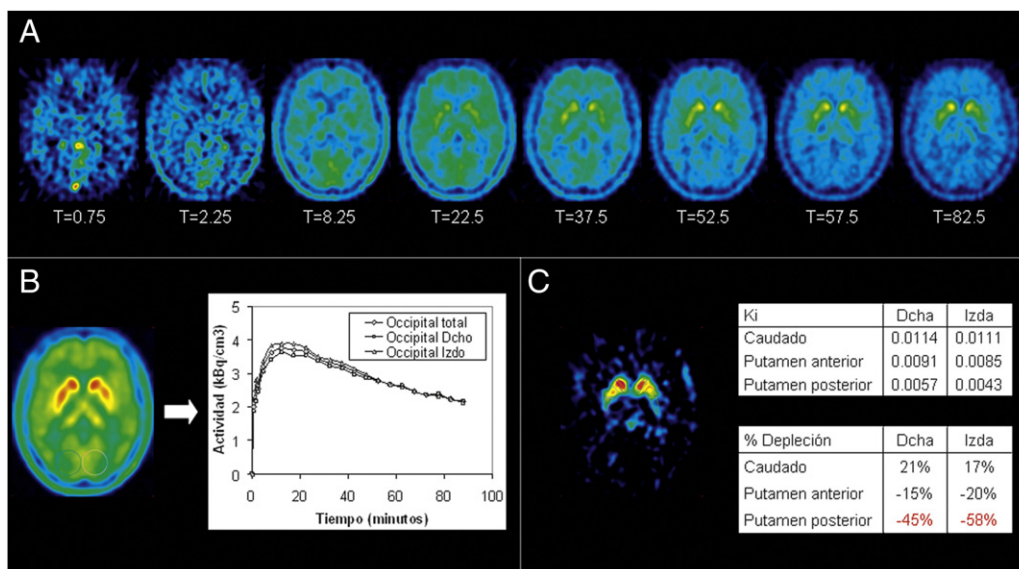 A
T=0.75 T=2.25 T=8.25 T=22.5 T=37.5 T=52.5 T=57.5 T=82.5
B
Actividad (kBq/cm3)
5
4
3
2
1
0
Occipital total
Occipital Dcho
Occipital Izdo
0 20 40 60 80 100
Tiempo (minutos)
C
Ki Dcha Izda
Caudado 0.0114 0.0111
Putamen anterior 0.0091 0.0085
Putamen posterior 0.0057 0.0043
% Depleción Dcha Izda
Caudado 21% 17%
Putamen anterior -15% -20%
Putamen posterior -45% -58%